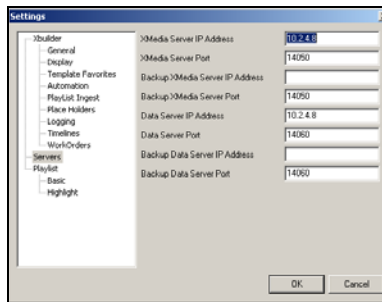 Settings
Xbuilder
General
Display
Template Favorites
Automation
PlayList Ingest
Place Holders
Logging
Timelines
WorkOrders
Servers
Playlist
Basic
Highlight
XMedia Server IP Address 10.2.4.8
XMedia Server Port 14050
Backup XMedia Server IP Address
Backup XMedia Server Port 14050
Data Server IP Address 10.2.4.8
Data Server Port 14060
Backup Data Server IP Address
Backup Data Server Port 14060
OK Cancel